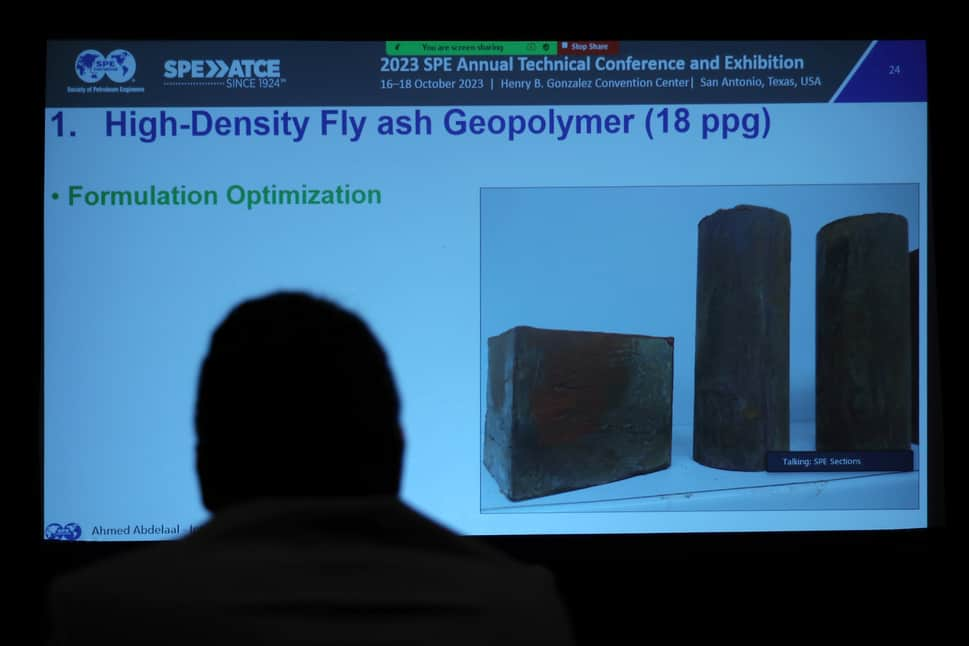 You are screen sharing
Stop Share
SPE
Society of Petroleum Engineers
SPE ATCE
SINCE 1924
2023 SPE Annual Technical Conference and Exhibition
16–18 October 2023 | Henry B. Gonzalez Convention Center | San Antonio, Texas, USA
24
1. High-Density Fly ash Geopolymer (18 ppg)
• Formulation Optimization
Talking: SPE Sections
Ahmed Abdelaal